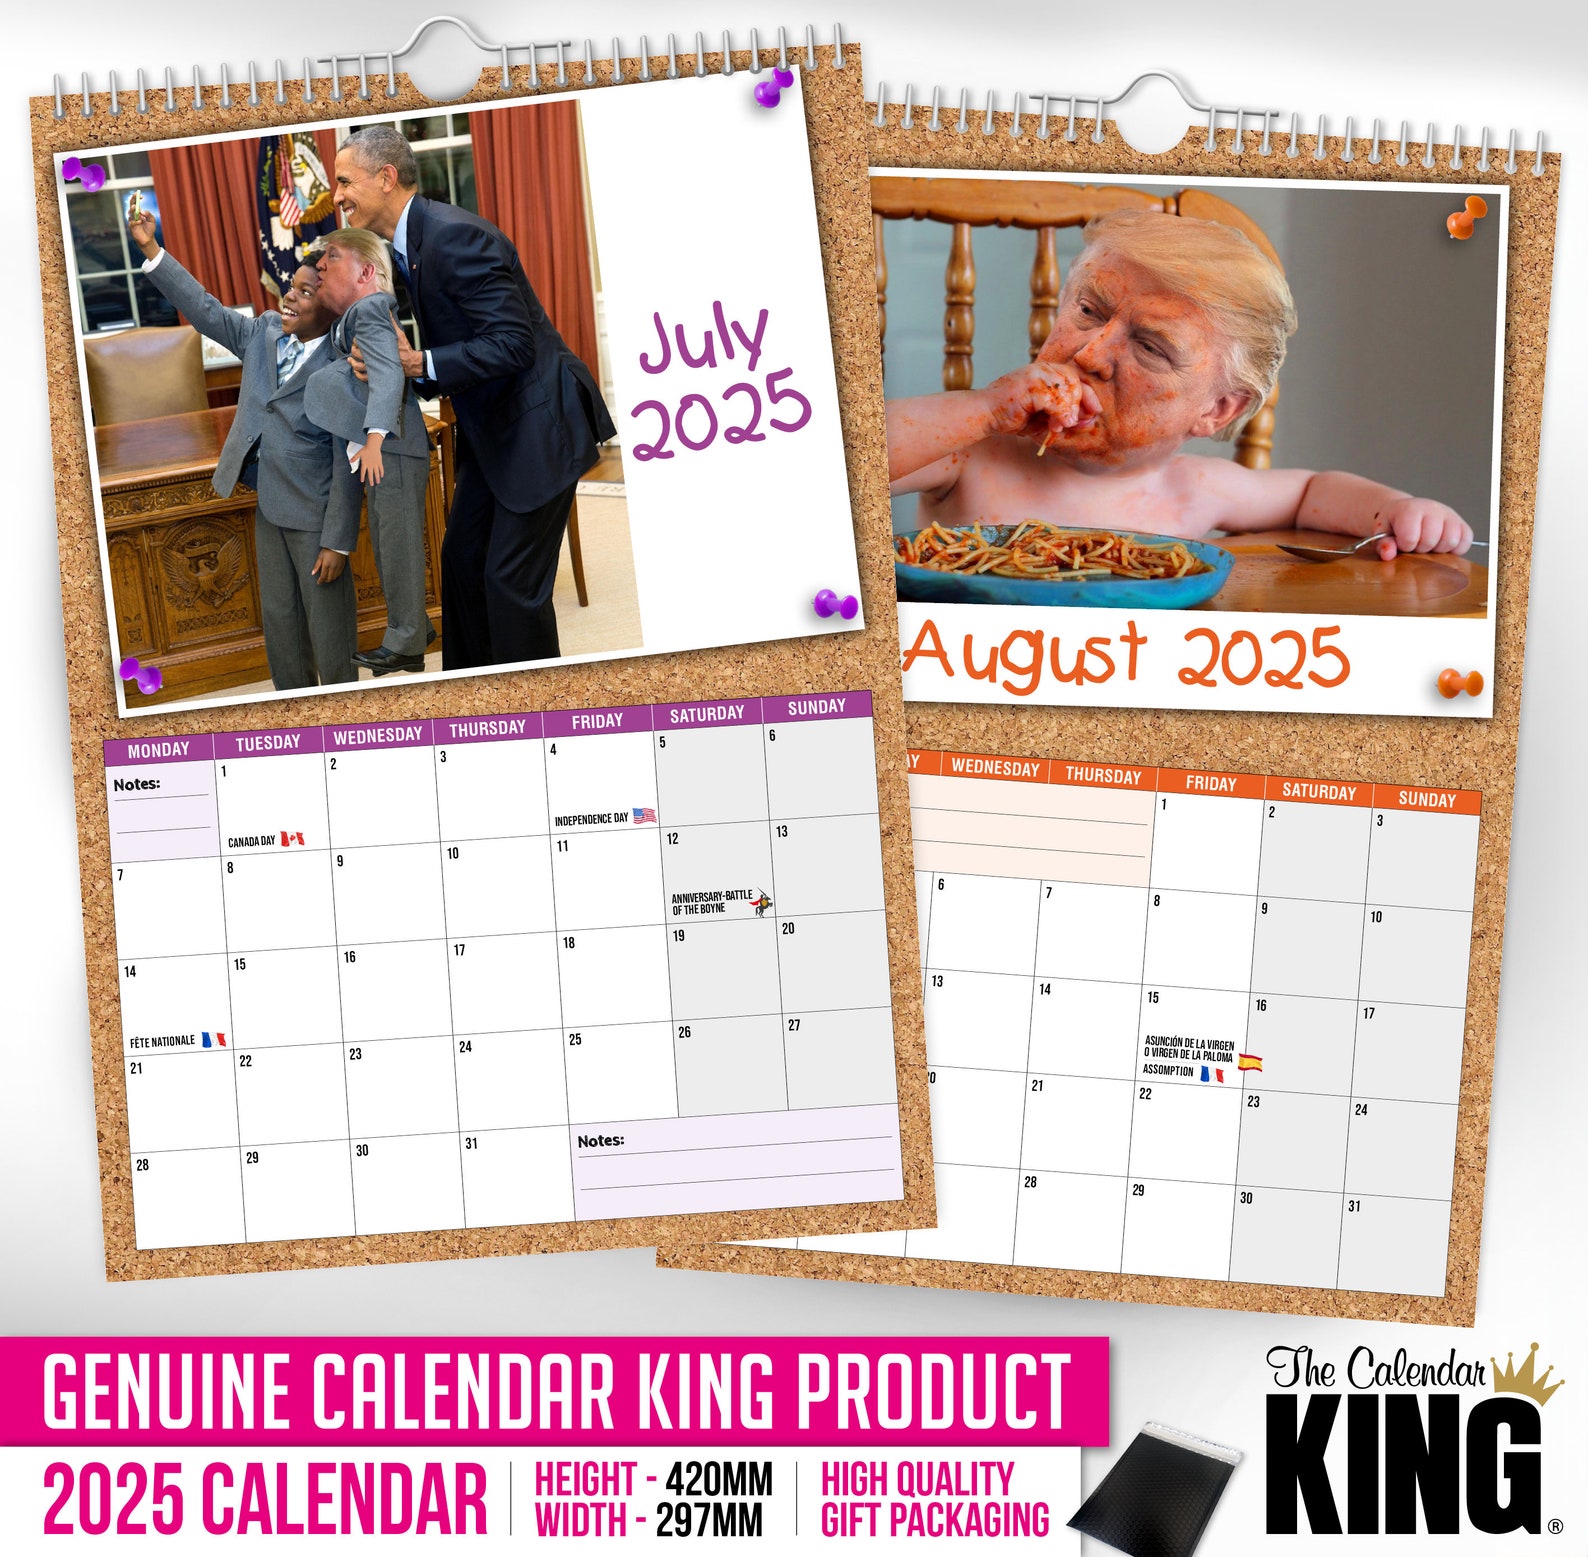 July
2025
MONDAY TUESDAY WEDNESDAY THURSDAY FRIDAY SATURDAY SUNDAY
Notes: 1 2 3 4 5 6
CANADA DAY
INDEPENDENCE DAY
7 8 9 10 11 12 13
ANNIVERSARY-BATTLE
OF THE BOYNE
14 15 16 17 18 19 20
FÊTE NATIONALE
21 22 23 24 25 26 27
28 29 30 31 Notes:
August 2025
AY WEDNESDAY THURSDAY FRIDAY SATURDAY SUNDAY
1 2 3
6 7 8 9 10
13 14 15 16 17
ASUNCIÓN DE LA VIRGEN
O VIRGEN DE LA PALOMA
ASSOMPTION
20 21 22 23 24
28 29 30 31
GENUINE CALENDAR KING PRODUCT
2025 CALENDAR
HEIGHT - 420MM
WIDTH - 297MM
HIGH QUALITY
GIFT PACKAGING
The Calendar
KING®